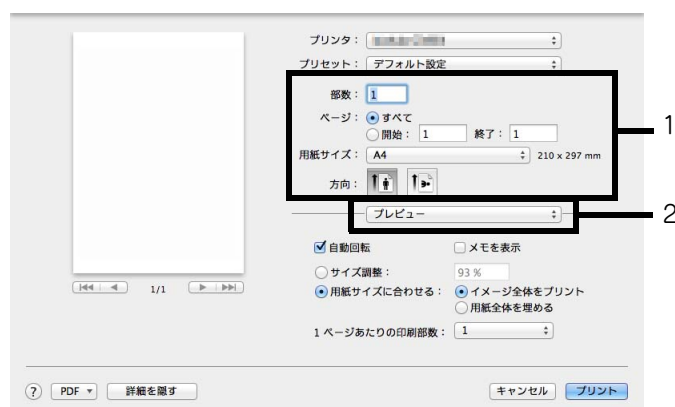 プリンタ：
プリセット： デフォルト設定
部数： 1
ページ： すべて
開始： 1 終了： 1
用紙サイズ： A4 210 x 297 mm
方向：
1
プレビュー
2
自動回転 メモを表示
サイズ調整： 93 %
用紙サイズに合わせる： イメージ全体をプリント
用紙全体を埋める
1/1
1 ページあたりの印刷部数： 1
? PDF 詳細を隠す キャンセル プリント